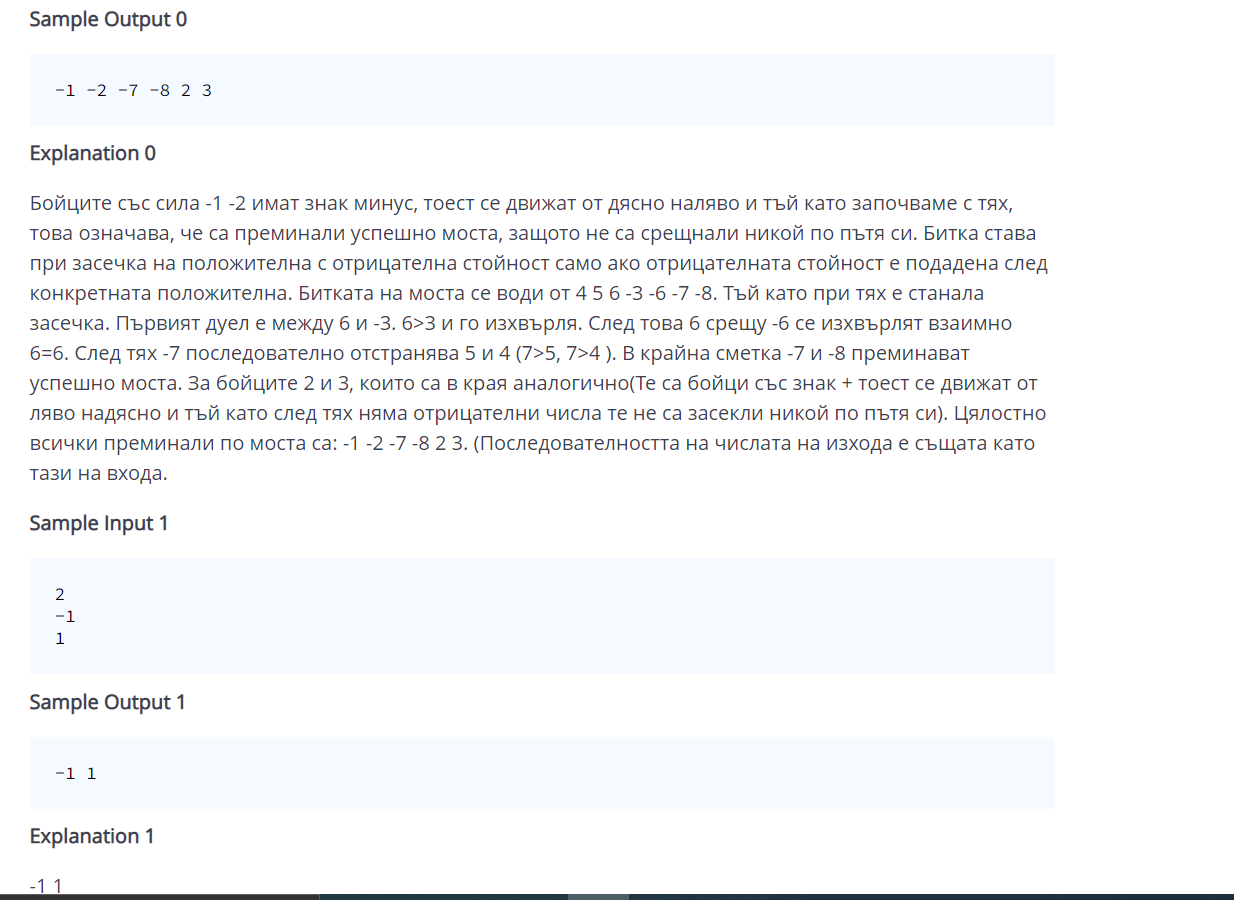 Sample Output 0
-1 -2 -7 -8 2 3
Explanation 0
Бойците със сила -1 -2 имат знак минус, тоест се движат от дясно наляво и тъй като започваме с тях,
това означава, че са преминали успешно моста, защото не са срещнали никой по пътя си. Битка става
при засечка на положителна с отрицателна стойност само ако отрицателната стойност е подадена след
конкретната положителна. Битката на моста се води от 4 5 6 -3 -6 -7 -8. Тъй като при тях е станала
засечка. Първият дуел е между 6 и -3. 6>3 и го изхвърля. След това 6 срещу -6 се изхвърлят взаимно
6=6. След тях -7 последователно отстранява 5 и 4 (7>5, 7>4 ). В крайна сметка -7 и -8 преминават
успешно моста. За бойците 2 и 3, които са в края аналогично(Те са бойци със знак + тоест се движат от
ляво надясно и тъй като след тях няма отрицателни числа те не са засекли никой по пътя си). Цялостно
всички преминали по моста са: -1 -2 -7 -8 2 3. (Последователността на числата на изхода е същата като
тази на входа.
Sample Input 1
2
-1
1
Sample Output 1
-1 1
Explanation 1
-1 1